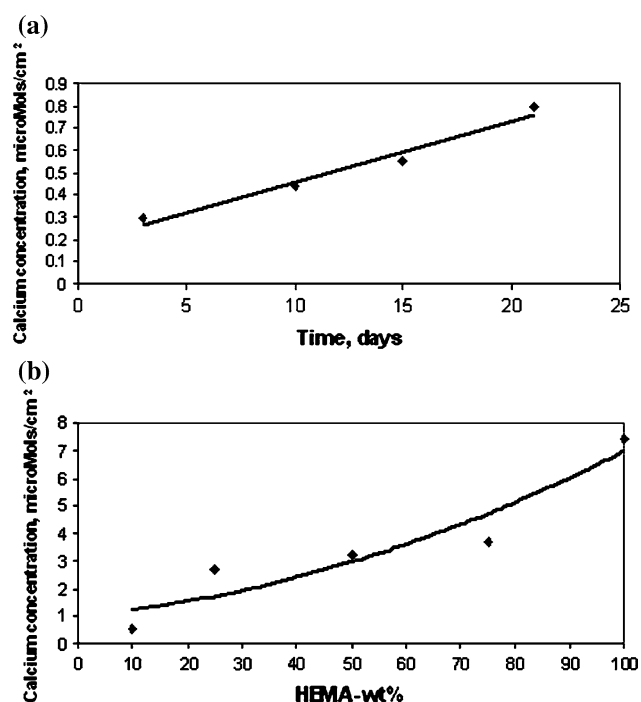 (a)
Calcium concentration, microMols/cm²
0.9
0.8
0.7
0.6
0.5
0.4
0.3
0.2
0.1
0
0 5 10 15 20 25
Time, days
(b)
Calcium concentration, microMols/cm²
8
7
6
5
4
3
2
1
0
0 10 20 30 40 50 60 70 80 90 100
HEMA-wt%